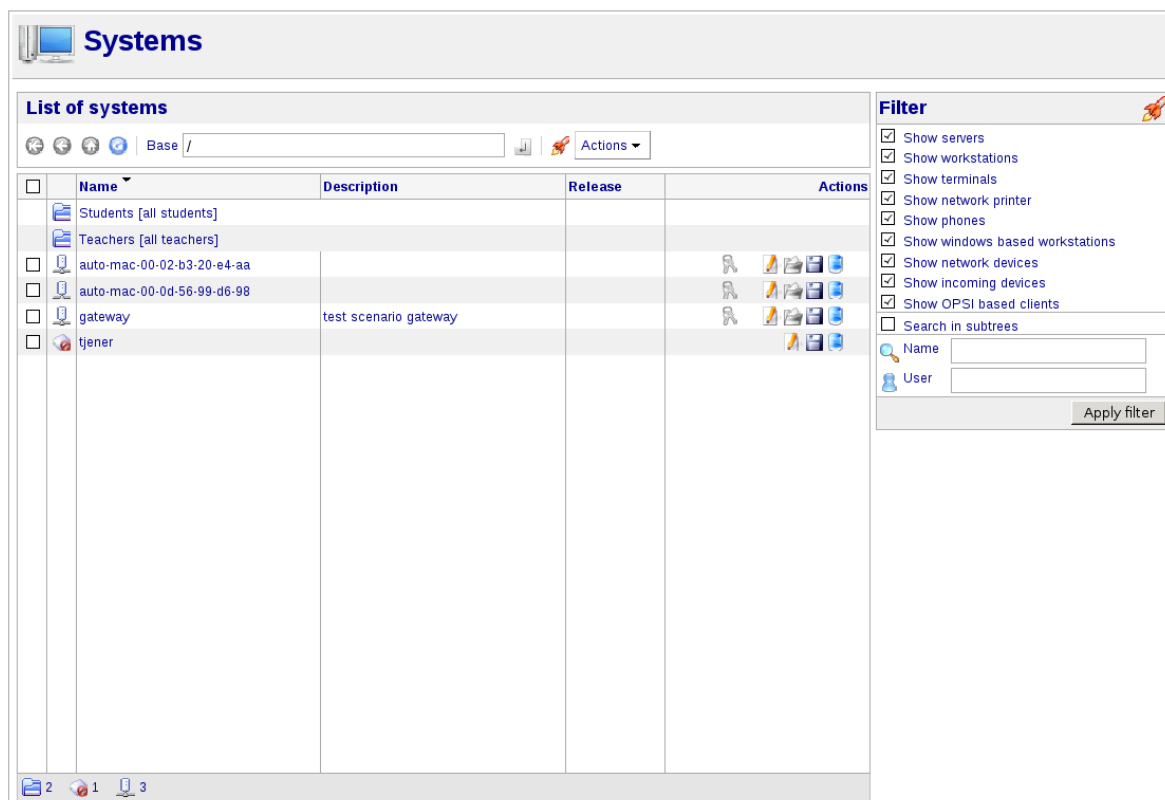 Systems
List of systems
Base / Actions
Name Description Release Actions
Students [all students]
Teachers [all teachers]
auto-mac-00-02-b3-20-e4-aa
auto-mac-00-0d-56-99-d6-98
gateway test scenario gateway
tjener
2 1 3
Filter
Show servers
Show workstations
Show terminals
Show network printer
Show phones
Show windows based workstations
Show network devices
Show incoming devices
Show OPSI based clients
Search in subtrees
Name
User
Apply filter